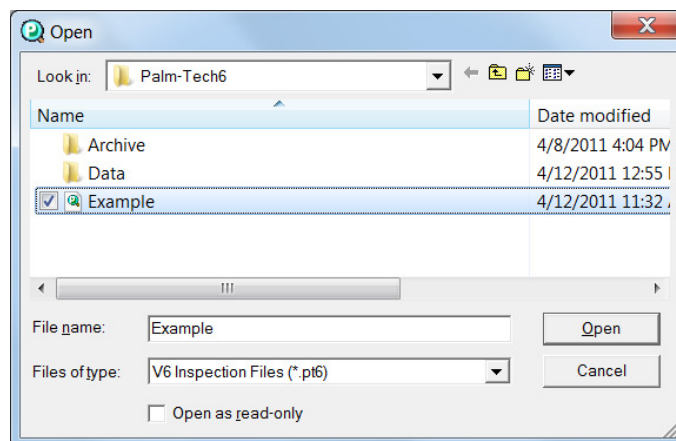 Open
Look in: Palm-Tech6
Name Date modified
Archive 4/8/2011 4:04 PM
Data 4/12/2011 12:55
Example 4/12/2011 11:32
File name: Example Open
Files of type: V6 Inspection Files (*.pt6) Cancel
Open as read-only